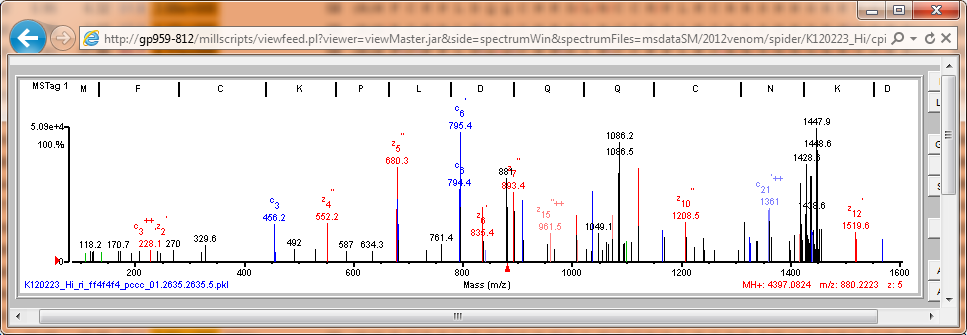 http://gp959-812/millscripts/viewfeed.pl?viewer=viewMaster.jar&side=spectrumWin&spectrumFiles=msdataSM/2012venom/spider/K120223_Hi/cpi
MSTag 1
M F C K P L D Q Q C N K D
5.09e+4
100.%
0
c3 '++
228.1
z2 '
c3
456.2
z4 ''
552.2
z5 ''
680.3
c6 '
795.4
c6
794.4
z6 '
836.4
z7 ''
893.4
z15 ''++
961.5
z10 ''
1208.5
c21 '++
1361
z12 '
1519.6
118.2
170.7
270
329.6
492
587
634.3
761.4
1049.1
1086.2
1086.5
1447.9
1448.6
1428.6
1438.6
200 400 600 800 1000 1200 1400 1600
Mass (m/z)
K120223_Hi_ri_ff4f4f4_pccc_01.2635.2635.5.pkl
MH+: 4397.0824 m/z: 880.2223 z: 5